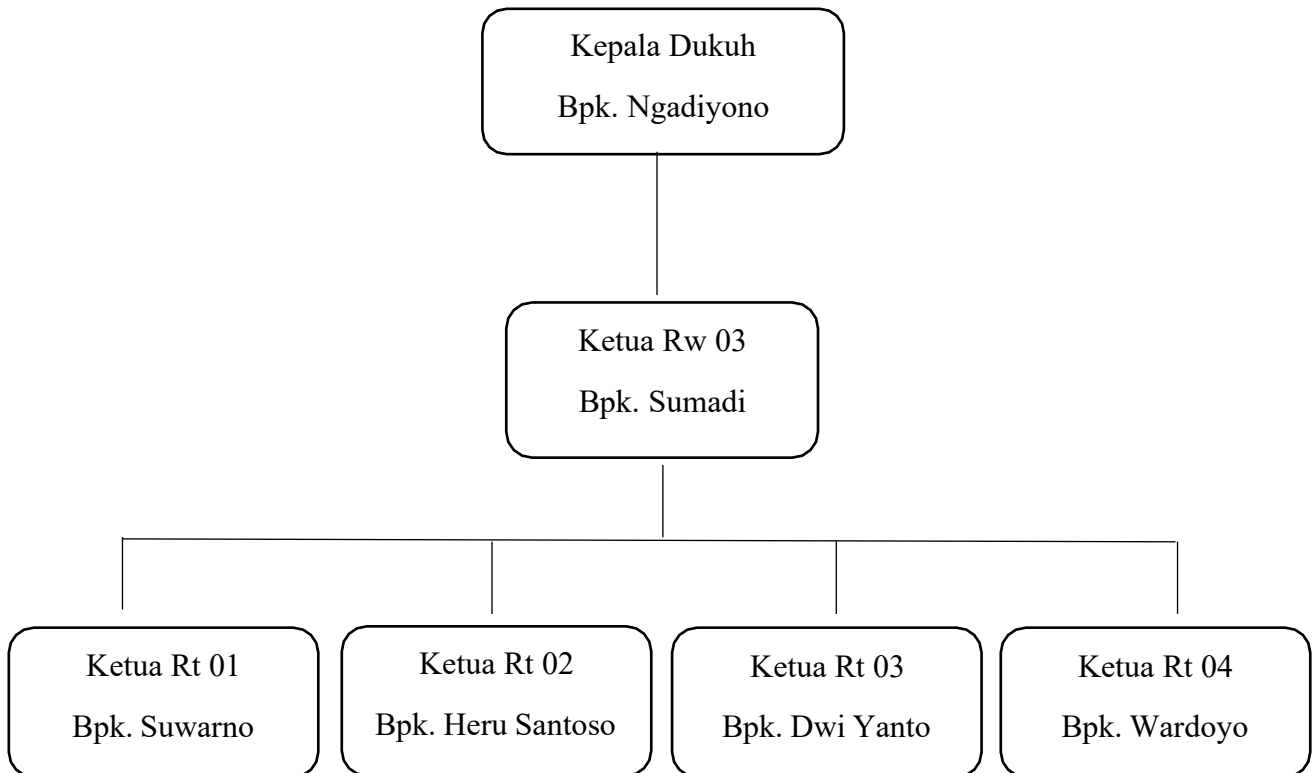 Kepala Dukuh
Bpk. Ngadiyono
Ketua Rw 03
Bpk. Sumadi
Ketua Rt 01
Bpk. Suwarno
Ketua Rt 02
Bpk. Heru Santoso
Ketua Rt 03
Bpk. Dwi Yanto
Ketua Rt 04
Bpk. Wardoyo